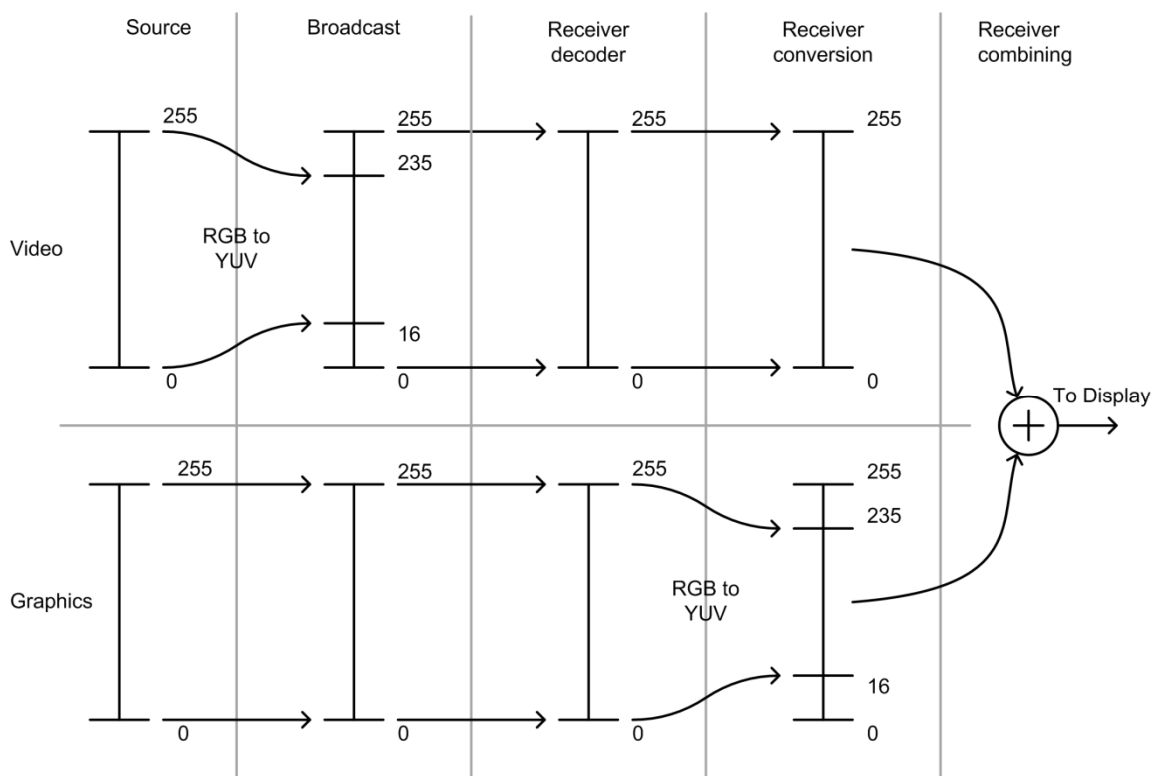 Source
Broadcast
Receiver
decoder
Receiver
conversion
Receiver
combining
255
255
255
255
235
Video
RGB to
YUV
16
0
0
0
0
To Display
255
255
255
255
235
Graphics
RGB to
YUV
16
0
0
0
0